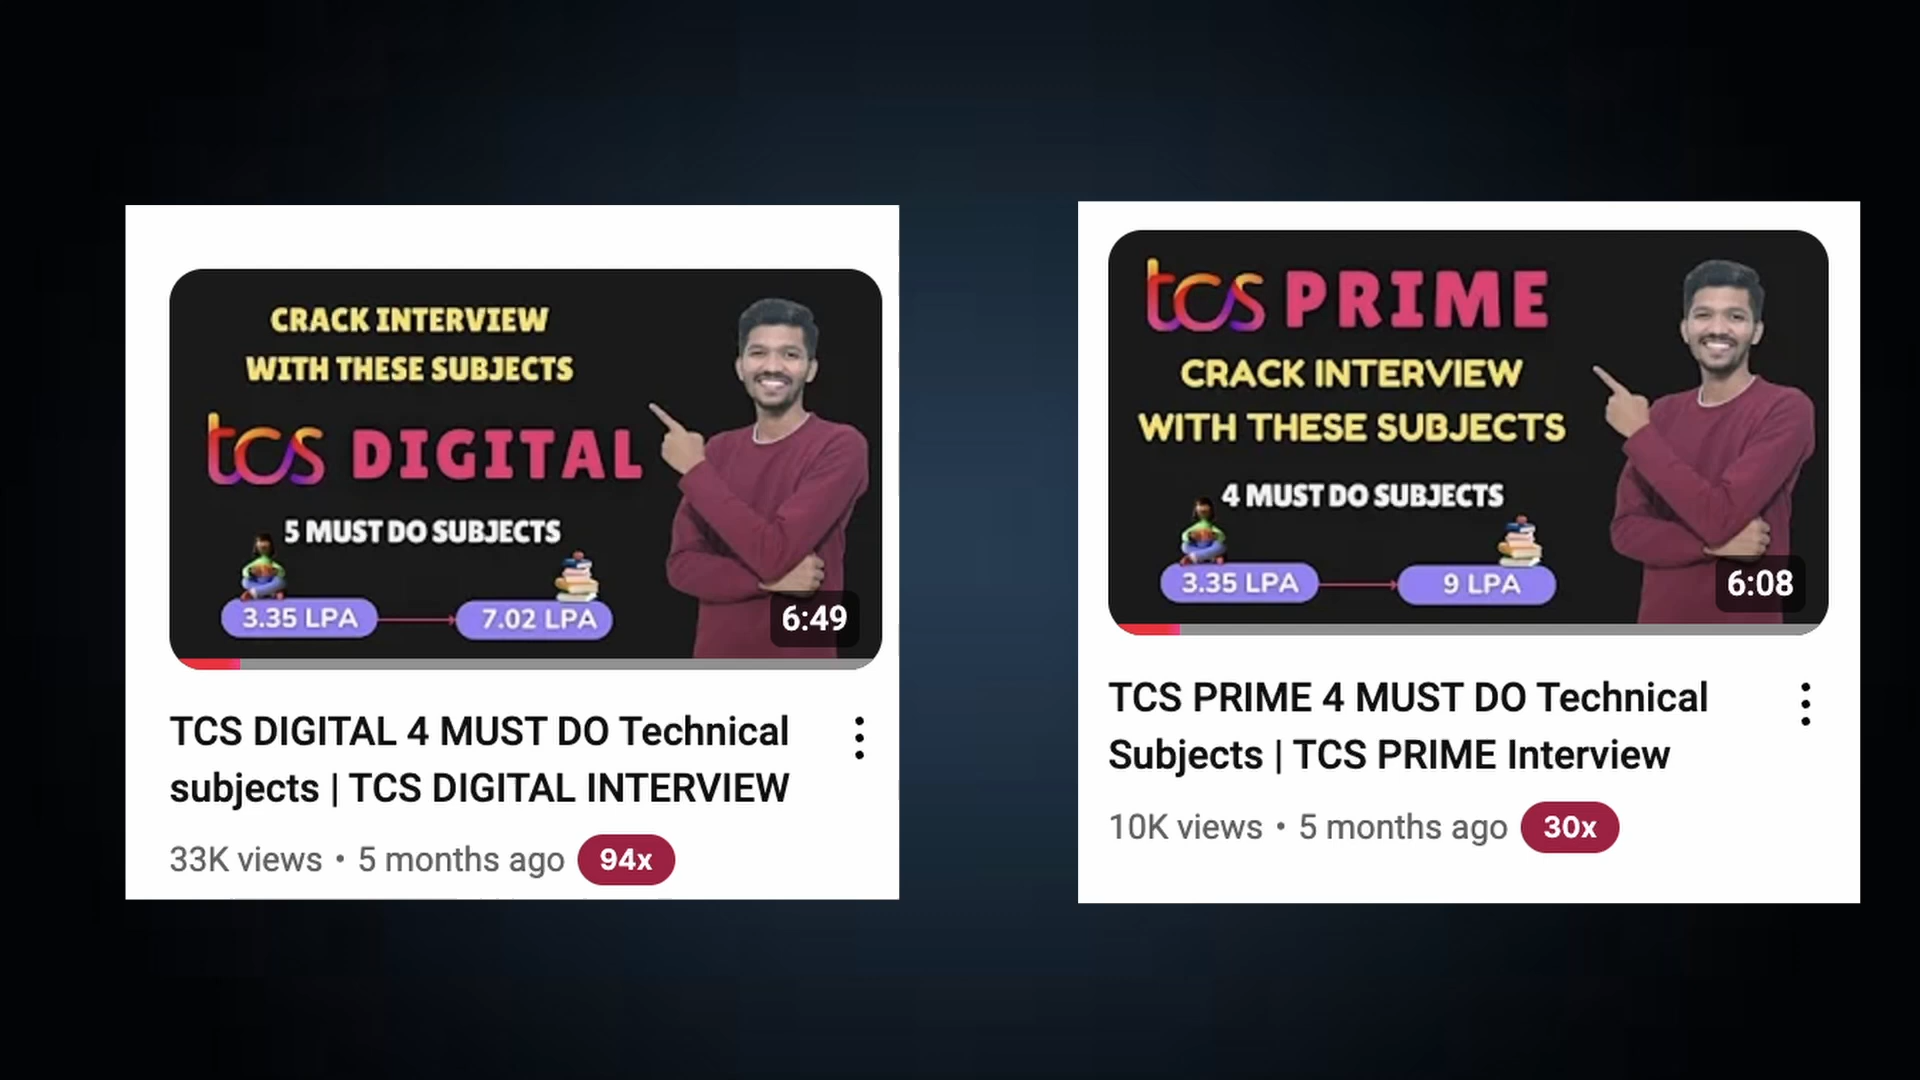 CRACK INTERVIEW
WITH THESE SUBJECTS
tcs DIGITAL
5 MUST DO SUBJECTS
3.35 LPA
7.02 LPA
6:49
TCS DIGITAL 4 MUST DO Technical
subjects | TCS DIGITAL INTERVIEW
33K views • 5 months ago 94x
tcs PRIME
CRACK INTERVIEW
WITH THESE SUBJECTS
4 MUST DO SUBJECTS
3.35 LPA
9 LPA
6:08
TCS PRIME 4 MUST DO Technical
Subjects | TCS PRIME Interview
10K views • 5 months ago 30x